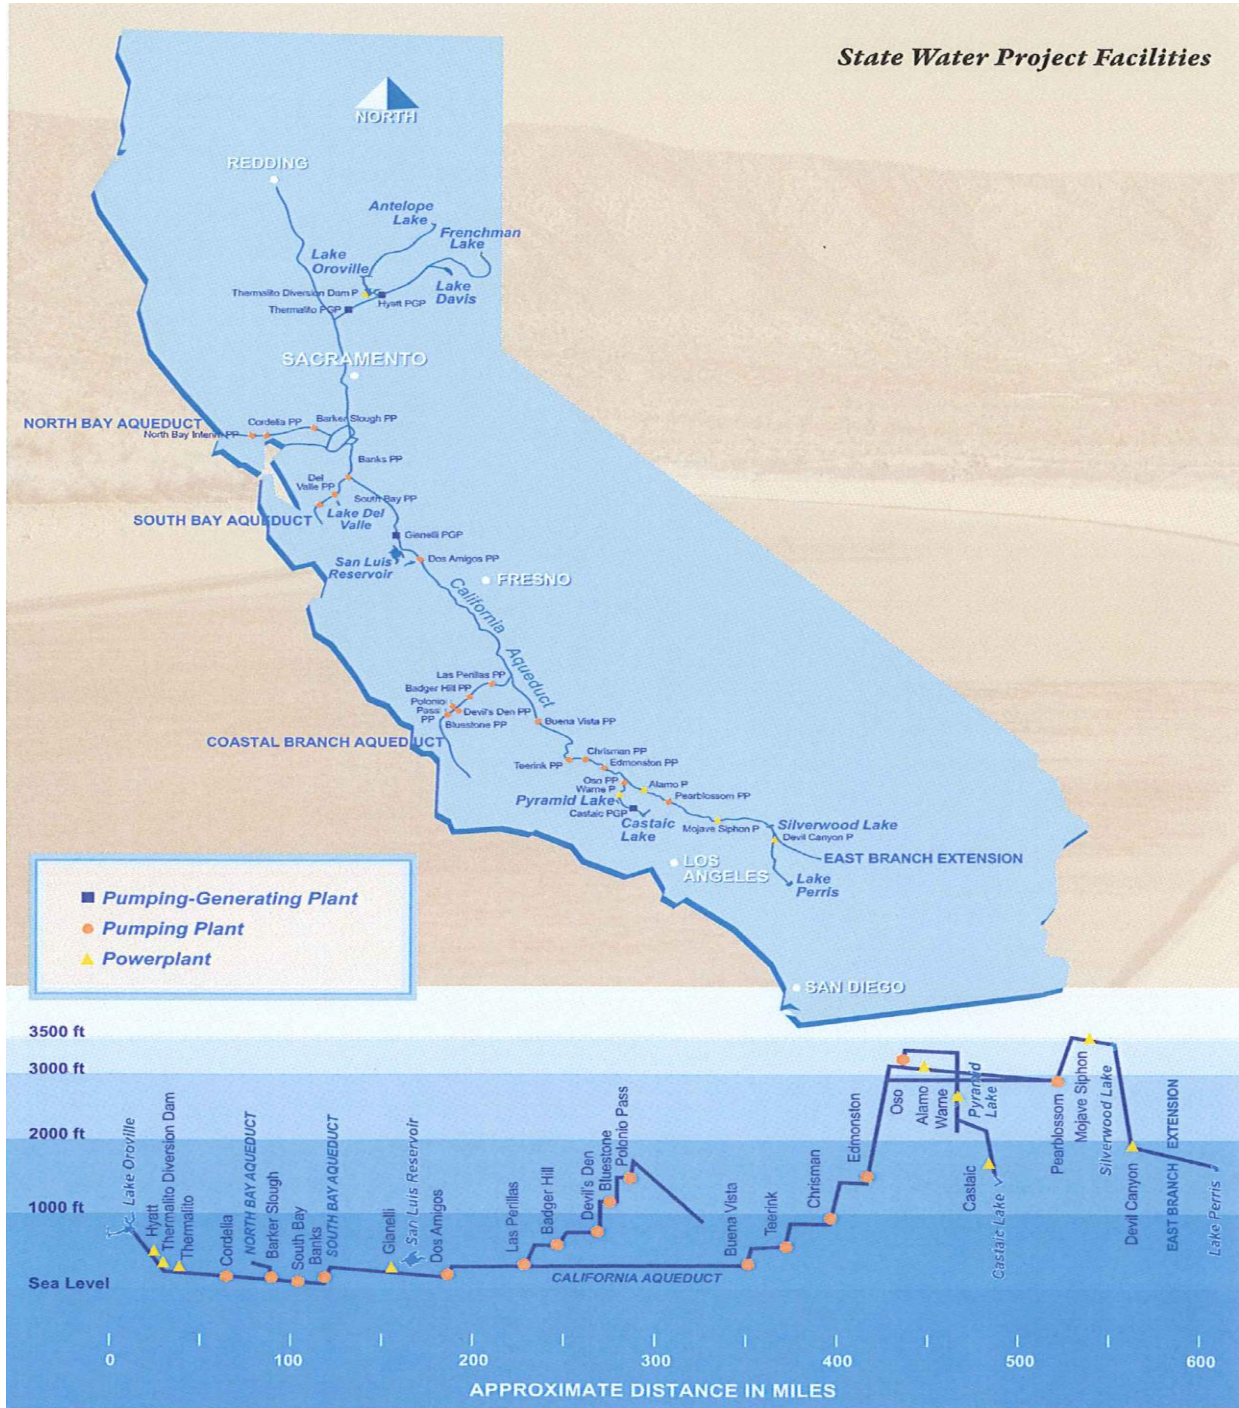 State Water Project Facilities
NORTH
REDDING
Antelope
Lake
Frenchman
Lake
Lake
Oroville
Lake
Davis
Thermalito Diversion Dam P
Hyatt PGP
Thermalito PGP
SACRAMENTO
NORTH BAY AQUEDUCT
Cordelia PP
Barker Slough PP
North Bay Interim PP
Banks PP
Del
Valle PP
South Bay PP
SOUTH BAY AQUEDUCT
Lake Del
Valle
Gianelli PGP
San Luis
Reservoir
Dos Amigos PP
FRESNO
California Aqueduct
Las Perillas PP
Badger Hill PP
Polonio
Pass
PP
Devil's Den PP
Bluestone PP
Buena Vista PP
COASTAL BRANCH AQUEDUCT
Chrisman PP
Teerink PP
Edmonston PP
Oso PP
Warne P
Alamo P
Pyramid Lake
Pearblossom PP
Castaic PGP
Castaic
Lake
Mojave Siphon P
Silverwood Lake
Devil Canyon P
EAST BRANCH EXTENSION
LOS
ANGELES
Lake
Perris
SAN DIEGO
Pumping-Generating Plant
Pumping Plant
Powerplant
3500 ft
3000 ft
2000 ft
1000 ft
Sea Level
Lake Oroville
Hyatt
Thermalito Diversion Dam
Thermalito
Cordelia
NORTH BAY AQUEDUCT
Barker Slough
South Bay
Banks
SOUTH BAY AQUEDUCT
Gianelli
San Luis Reservoir
Dos Amigos
Las Perillas
Badger Hill
Devil's Den
Bluestone
Polonio Pass
CALIFORNIA AQUEDUCT
Buena Vista
Teerink
Chrisman
Edmonston
Oso
Alamo
Warne
Pyramid
Lake
Castaic
Castaic Lake
Pearblossom
Mojave Siphon
Silverwood Lake
Devil Canyon
EAST BRANCH EXTENSION
Lake Perris
0
100
200
300
400
500
600
APPROXIMATE DISTANCE IN MILES